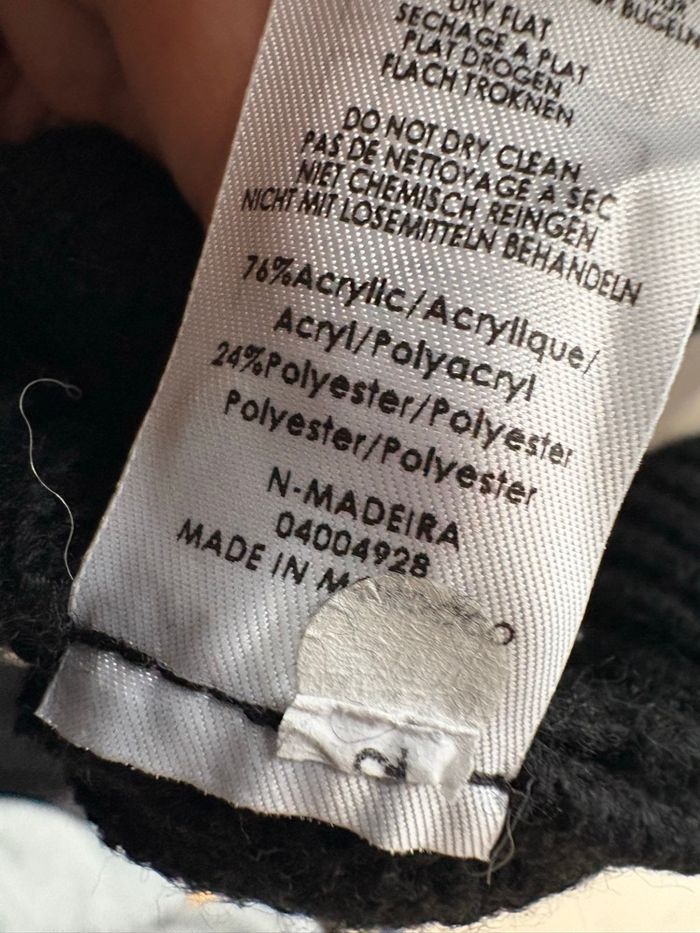 DRY FLAT
SECHAGE A PLAT
PLAT DROGEN
FLACH TROKNEN
DO NOT DRY CLEAN
PAS DE NETTOYAGE A SEC
NIET CHEMISCH REINGEN
NICHT MIT LOSEMITTELN BEHANDELN
76%Acrylic/Acrylique/
Acryl/Polyacryl
24%Polyester/Polyester
Polyester/Polyester
N-MADEIRA
04004928
MADE IN
2